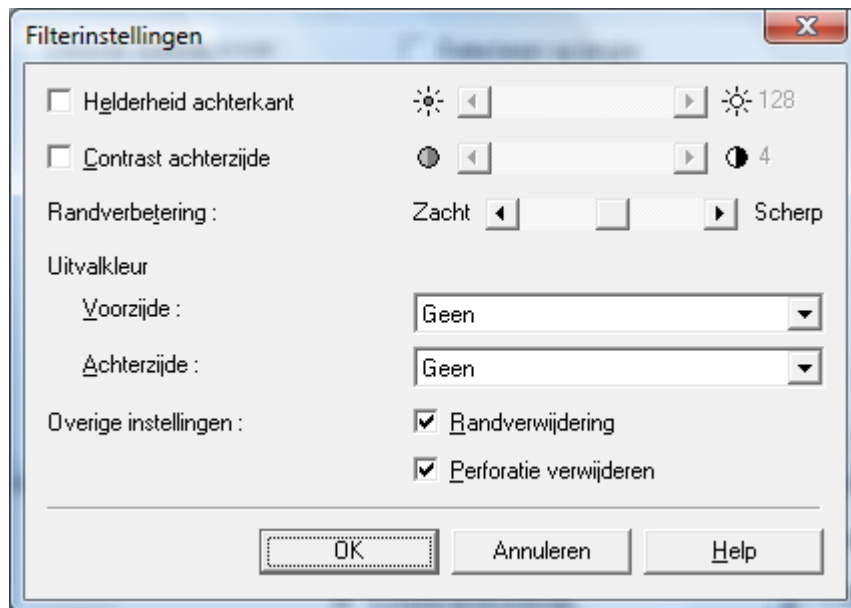 Filterinstellingen
Helderheid achterkant 128
Contrast achterzijde 4
Randverbetering : Zacht Scherp
Uitvalkleur
Voorzijde : Geen
Achterzijde : Geen
Overige instellingen : Randverwijdering
Perforatie verwijderen
OK Annuleren Help